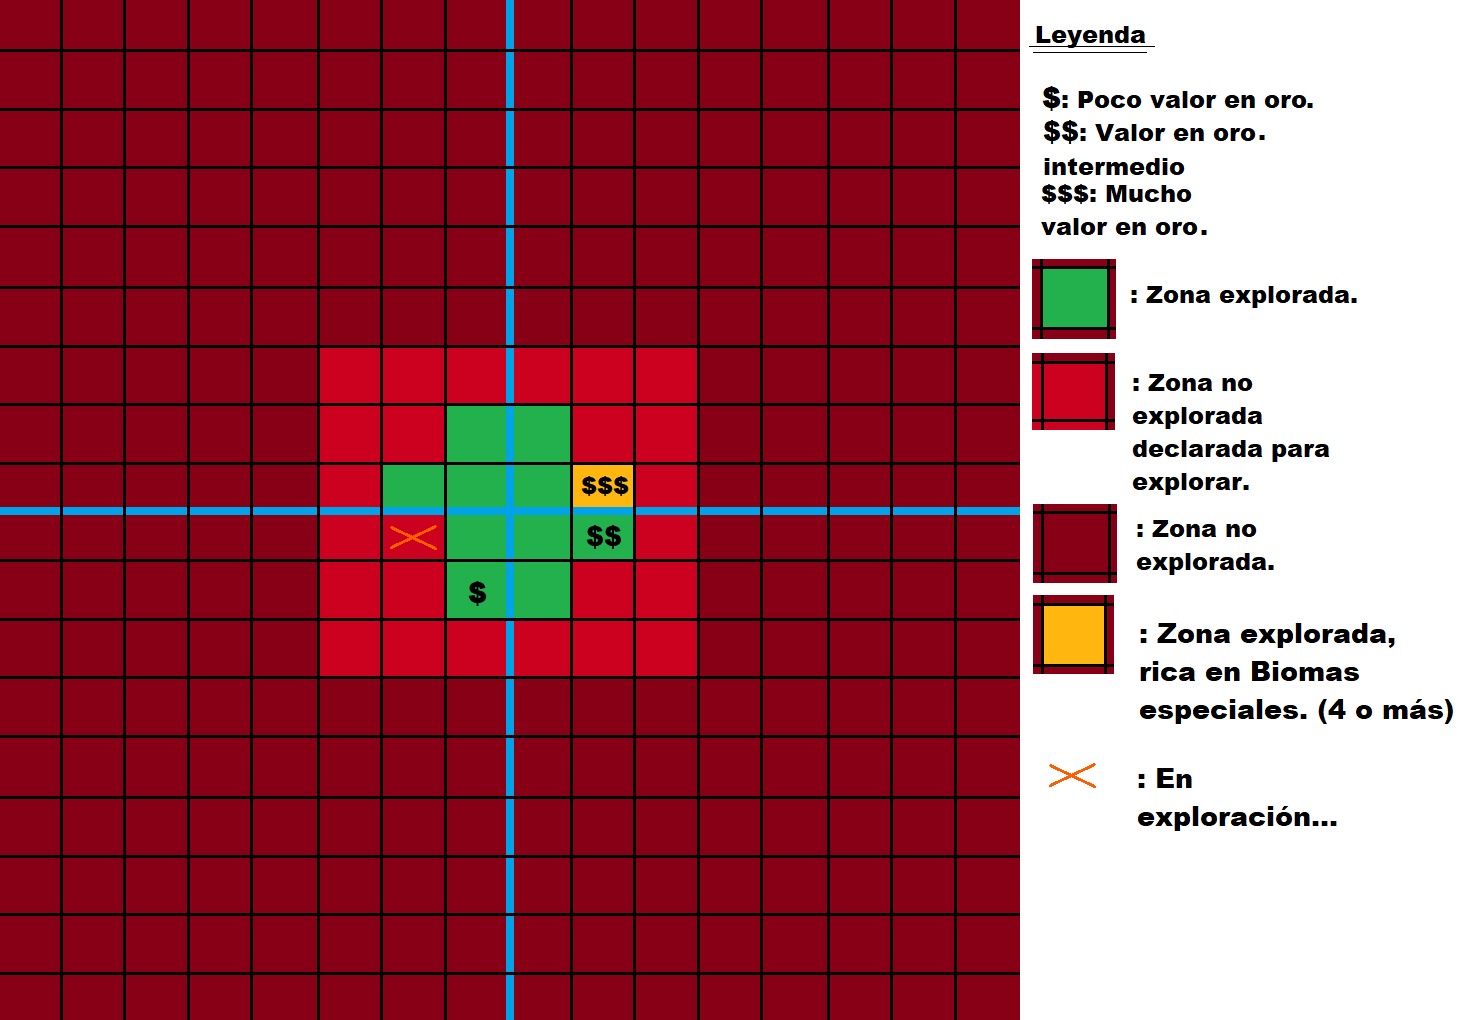 Leyenda
$: Poco valor en oro.
$$: Valor en oro.
intermedio
$$$: Mucho
valor en oro.
: Zona explorada.
: Zona no
explorada
declarada para
explorar.
$$$
$$
: Zona no
explorada.
$
: Zona explorada,
rica en Biomas
especiales. (4 o más)
: En
exploración...